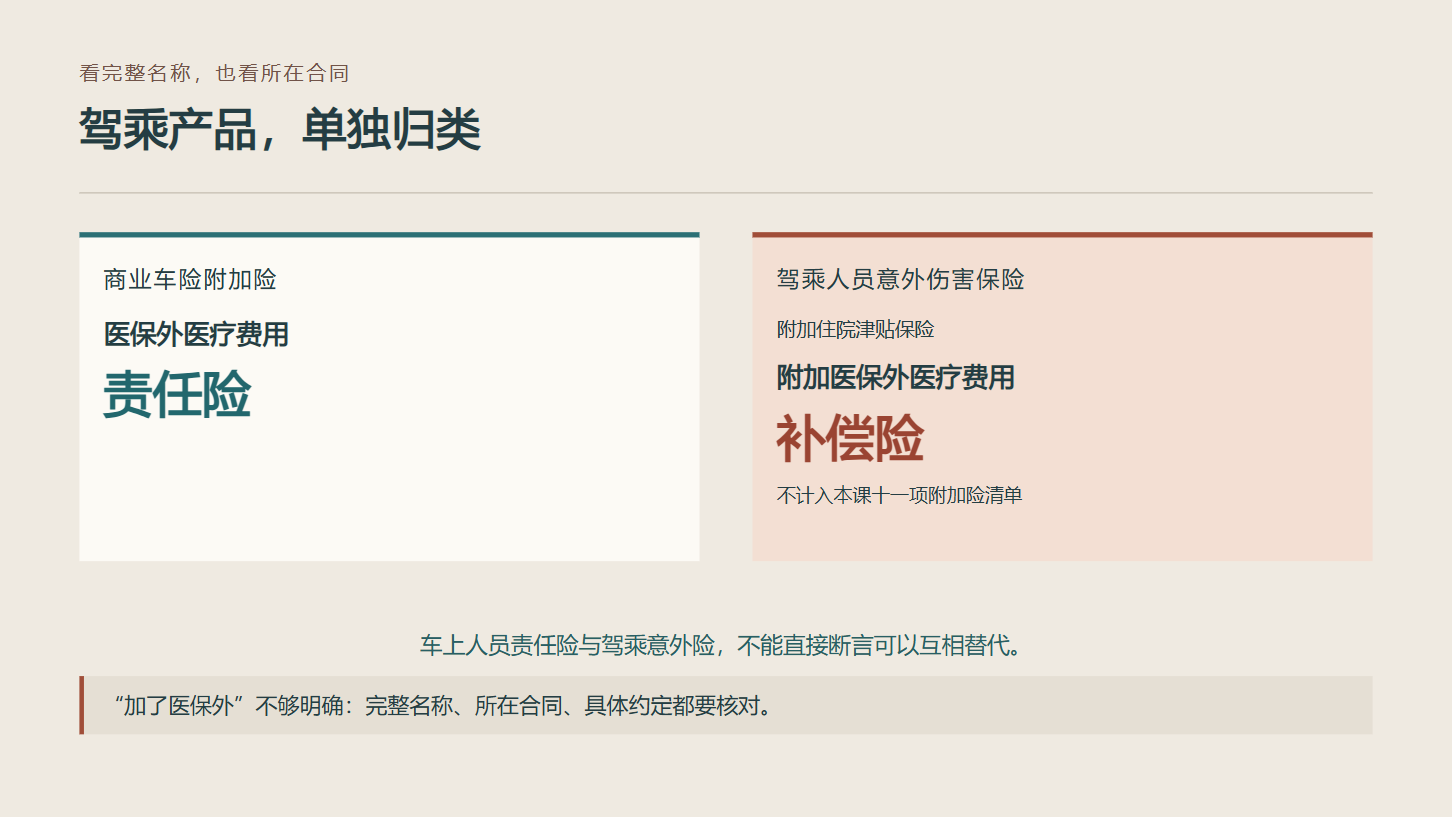 看完整名称，也看所在合同
驾乘产品，单独归类
商业车险附加险
医保外医疗费用
责任险
驾乘人员意外伤害保险
附加住院津贴保险
附加医保外医疗费用
补偿险
不计入本课十一项附加险清单
车上人员责任险与驾乘意外险，不能直接断言可以互相替代。
“加了医保外”不够明确：完整名称、所在合同、具体约定都要核对。